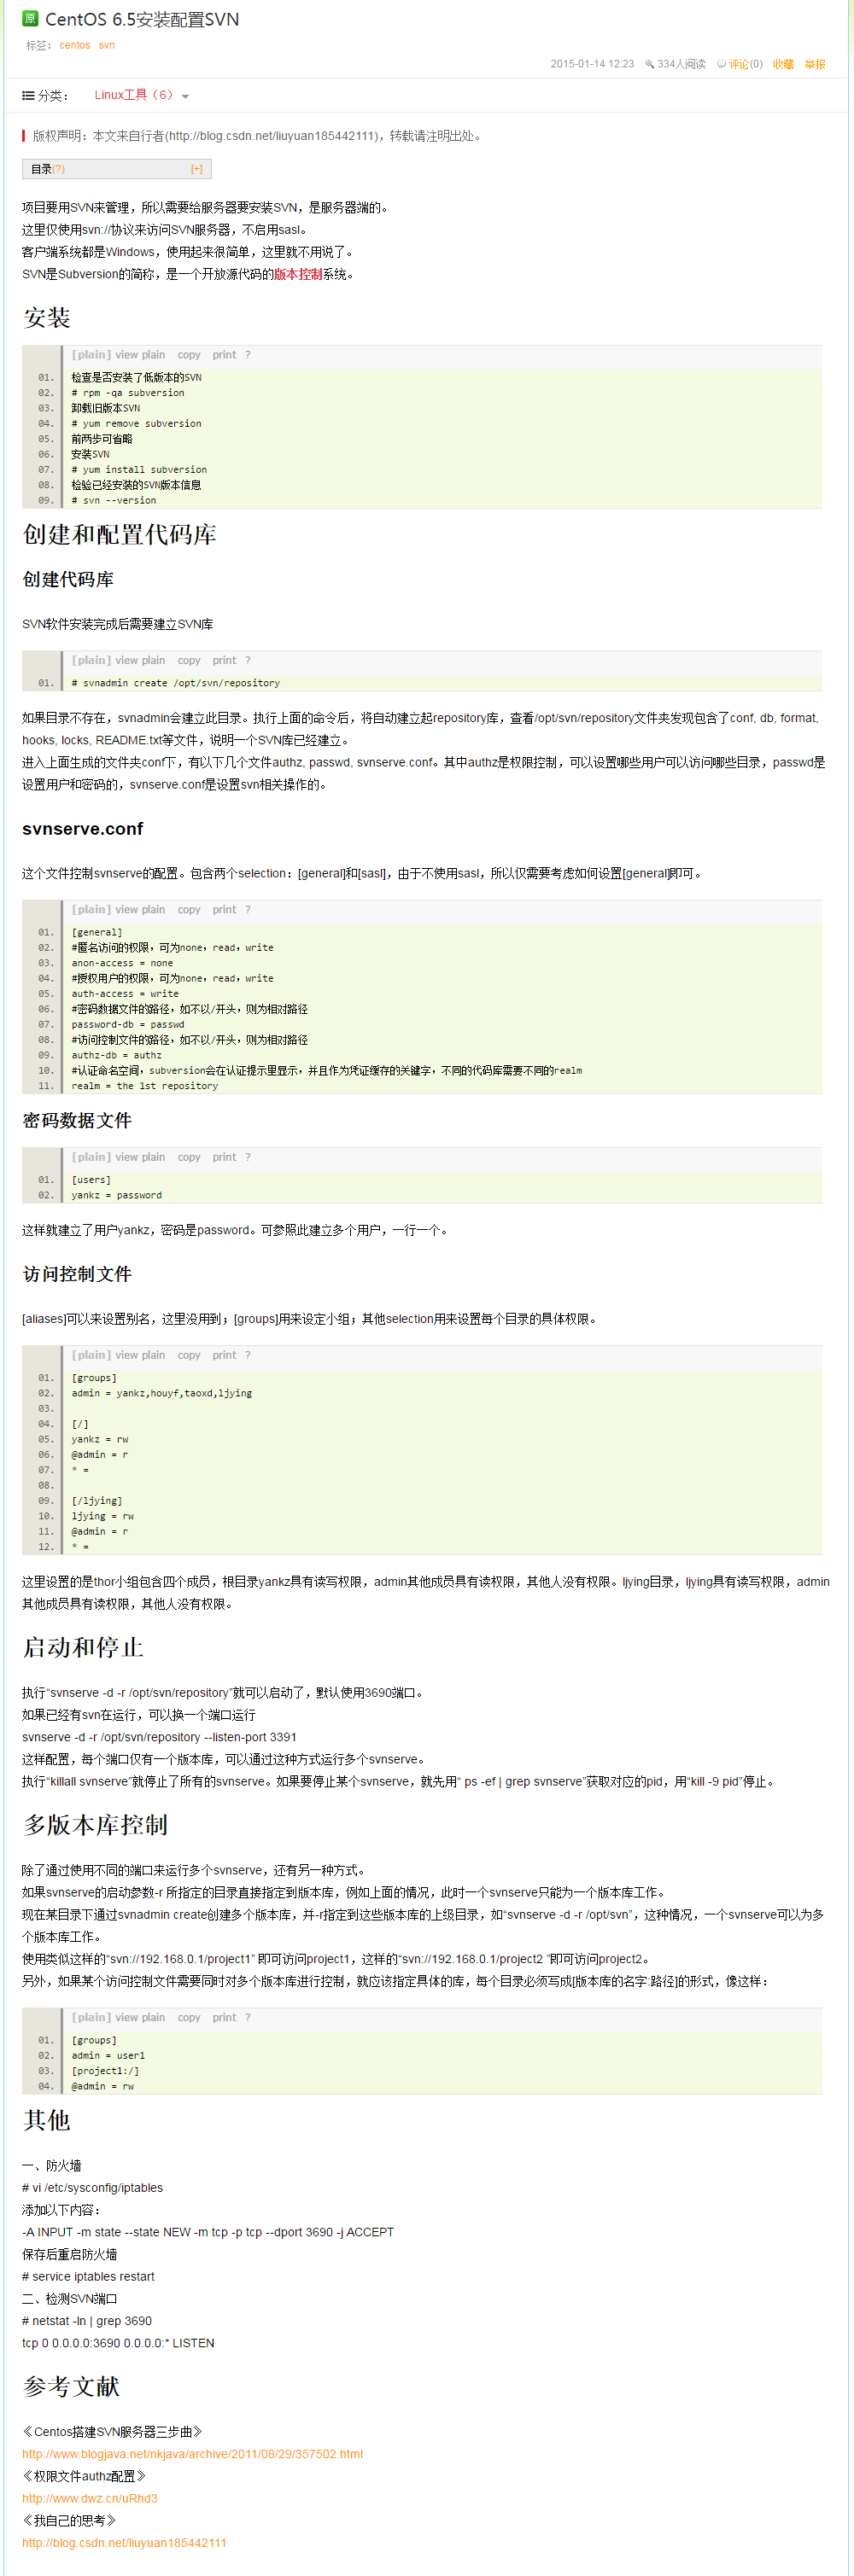 原 CentOS 6.5安装配置SVN
标签： centos svn
2015-01-14 12:23 334人阅读 评论(0) 收藏 举报
分类： Linux工具（6）
版权声明：本文来自行者(http://blog.csdn.net/liuyuan185442111)，转载请注明出处。
目录(?) [+]
项目要用SVN来管理，所以需要给服务器要安装SVN，是服务器端的。
这里仅使用svn://协议来访问SVN服务器，不启用sasl。
客户端系统都是Windows，使用起来很简单，这里就不用说了。
SVN是Subversion的简称，是一个开放源代码的版本控制系统。
安装
[plain] view plain copy print ?
01. 检查是否安装了低版本的SVN
02. # rpm -qa subversion
03. 卸载旧版本SVN
04. # yum remove subversion
05. 前两步可省略
06. 安装SVN
07. # yum install subversion
08. 检验已经安装的SVN版本信息
09. # svn --version
创建和配置代码库
创建代码库
SVN软件安装完成后需要建立SVN库
[plain] view plain copy print ?
01. # svnadmin create /opt/svn/repository
如果目录不存在，svnadmin会建立此目录。执行上面的命令后，将自动建立起repository库，查看/opt/svn/repository文件夹发现包含了conf, db, format,
hooks, locks, README.txt等文件，说明一个SVN库已经建立。
进入上面生成的文件夹conf下，有以下几个文件authz, passwd, svnserve.conf。其中authz是权限控制，可以设置哪些用户可以访问哪些目录，passwd是
设置用户和密码的，svnserve.conf是设置svn相关操作的。
svnserve.conf
这个文件控制svnserve的配置。包含两个selection：[general]和[sasl]，由于不使用sasl，所以仅需要考虑如何设置[general]即可。
[plain] view plain copy print ?
01. [general]
02. #匿名访问的权限，可为none，read，write
03. anon-access = none
04. #授权用户的权限，可为none，read，write
05. auth-access = write
06. #密码数据文件的路径，如不以/开头，则为相对路径
07. password-db = passwd
08. #访问控制文件的路径，如不以/开头，则为相对路径
09. authz-db = authz
10. #认证命名空间，subversion会在认证提示里显示，并且作为凭证缓存的关键字，不同的代码库需要不同的realm
11. realm = the 1st repository
密码数据文件
[plain] view plain copy print ?
01. [users]
02. yankz = password
这样就建立了用户yankz，密码是password。可参照此建立多个用户，一行一个。
访问控制文件
[aliases]可以来设置别名，这里没用到；[groups]用来设定小组；其他selection用来设置每个目录的具体权限。
[plain] view plain copy print ?
01. [groups]
02. admin = yankz,houyf,taoxd,ljying
03.
04. [/]
05. yankz = rw
06. @admin = r
07. * =
08.
09. [/ljying]
10. ljying = rw
11. @admin = r
12. * =
这里设置的是thor小组包含四个成员，根目录yankz具有读写权限，admin其他成员具有读权限，其他人没有权限。ljying目录，ljying具有读写权限，admin
其他成员具有读权限，其他人没有权限。
启动和停止
执行“svnserve -d -r /opt/svn/repository”就可以启动了，默认使用3690端口。
如果已经有svn在运行，可以换一个端口运行
svnserve -d -r /opt/svn/repository --listen-port 3391
这样配置，每个端口仅有一个版本库，可以通过这种方式运行多个svnserve。
执行“killall svnserve”就停止了所有的svnserve。如果要停止某个svnserve，就先用“ ps -ef | grep svnserve”获取对应的pid，用“kill -9 pid”停止。
多版本库控制
除了通过使用不同的端口来运行多个svnserve，还有另一种方式。
如果svnserve的启动参数-r 所指定的目录直接指定到版本库，例如上面的情况，此时一个svnserve只能为一个版本库工作。
现在某目录下通过svnadmin create创建多个版本库，并-r指定到这些版本库的上级目录，如“svnserve -d -r /opt/svn”，这种情况，一个svnserve可以为多
个版本库工作。
使用类似这样的“svn://192.168.0.1/project1” 即可访问project1，这样的“svn://192.168.0.1/project2 ”即可访问project2。
另外，如果某个访问控制文件需要同时对多个版本库进行控制，就应该指定具体的库，每个目录必须写成[版本库的名字:路径]的形式，像这样：
[plain] view plain copy print ?
01. [groups]
02. admin = user1
03. [project1:/]
04. @admin = rw
其他
一、防火墙
# vi /etc/sysconfig/iptables
添加以下内容：
-A INPUT -m state --state NEW -m tcp -p tcp --dport 3690 -j ACCEPT
保存后重启防火墙
# service iptables restart
二、检测SVN端口
# netstat -ln | grep 3690
tcp 0 0.0.0.0:3690 0.0.0.0:* LISTEN
参考文献
《Centos搭建SVN服务器三步曲》
http://www.blogjava.net/nkjava/archive/2011/08/29/357502.html
《权限文件authz配置》
http://www.dwz.cn/uRhd3
《我自己的思考》
http://blog.csdn.net/liuyuan185442111